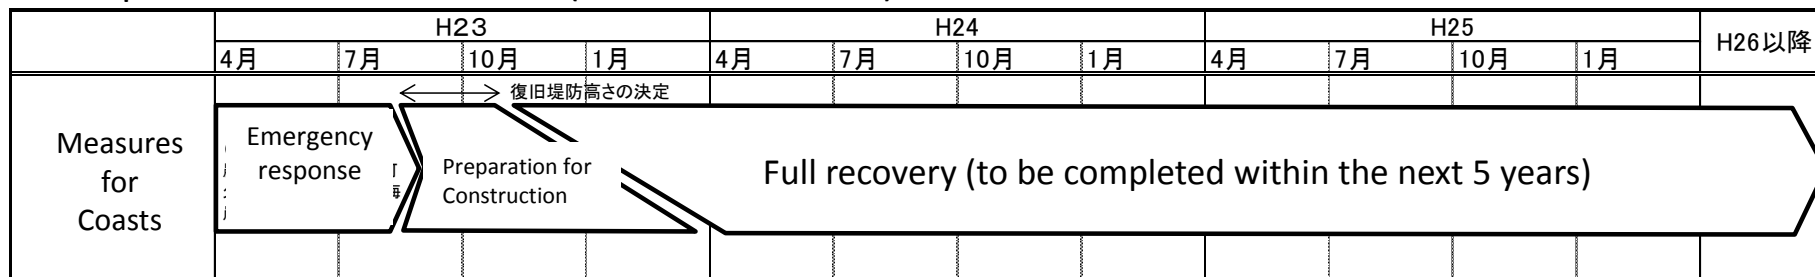 H23
H24
H25
H26以降
4月 7月 10月 1月 4月 7月 10月 1月 4月 7月 10月 1月
復旧堤防高さの決定
Measures
for
Coasts
Emergency
response
Preparation for
Construction
Full recovery (to be completed within the next 5 years)